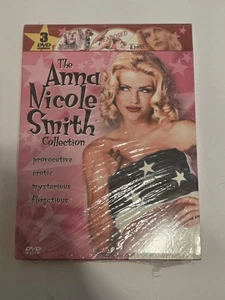 3 DVD
The
Anna
Nicole
Smith
Collection
provocative
erotic
mysterious
flirtatious
DVD